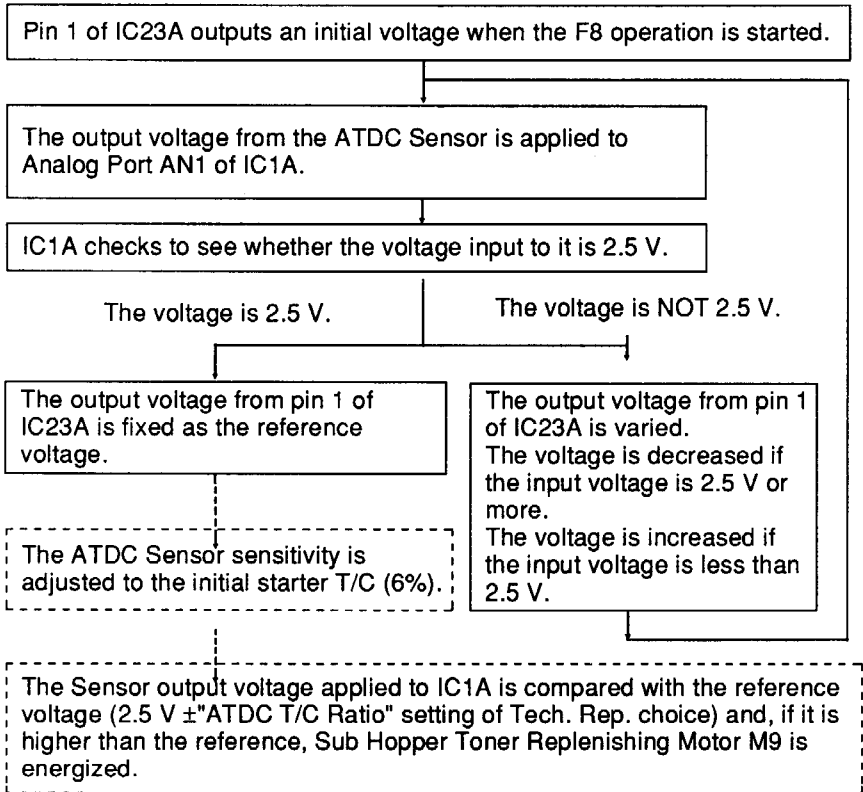 Pin 1 of IC23A outputs an initial voltage when the F8 operation is started.
The output voltage from the ATDC Sensor is applied to
Analog Port AN1 of IC1A.
IC1A checks to see whether the voltage input to it is 2.5 V.
The voltage is 2.5 V.
The voltage is NOT 2.5 V.
The output voltage from pin 1 of
IC23A is fixed as the reference
voltage.
The output voltage from pin 1
of IC23A is varied.
The voltage is decreased if
the input voltage is 2.5 V or
more.
The voltage is increased if
the input voltage is less than
2.5 V.
The ATDC Sensor sensitivity is
adjusted to the initial starter T/C (6%).
The Sensor output voltage applied to IC1A is compared with the reference
voltage (2.5 V ±"ATDC T/C Ratio" setting of Tech. Rep. choice) and, if it is
higher than the reference, Sub Hopper Toner Replenishing Motor M9 is
energized.